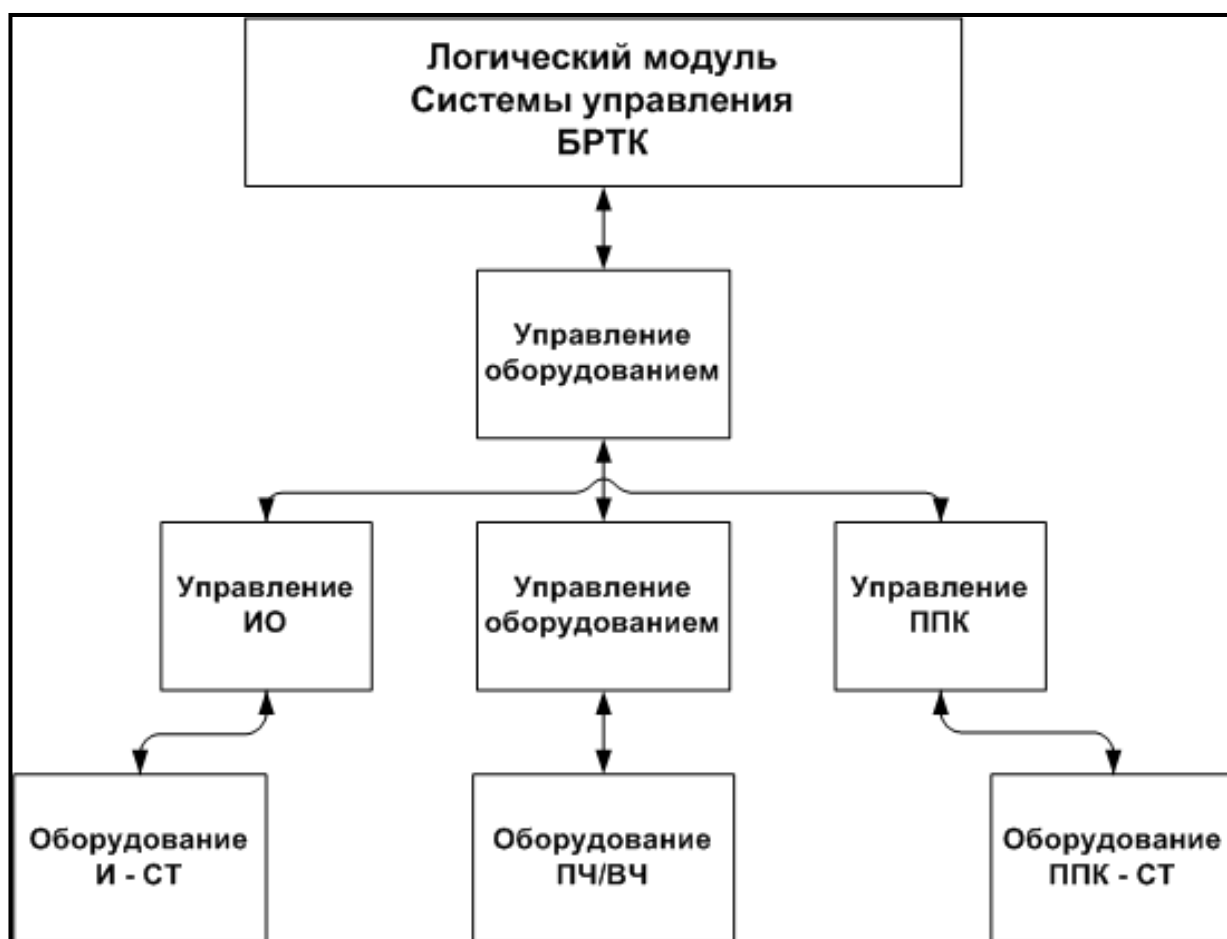 Логический модуль
Системы управления
БРТК
Управление
оборудованием
Управление
ИО
Управление
оборудованием
Управление
ППК
Оборудование
И - СТ
Оборудование
ПЧ/ВЧ
Оборудование
ППК - СТ